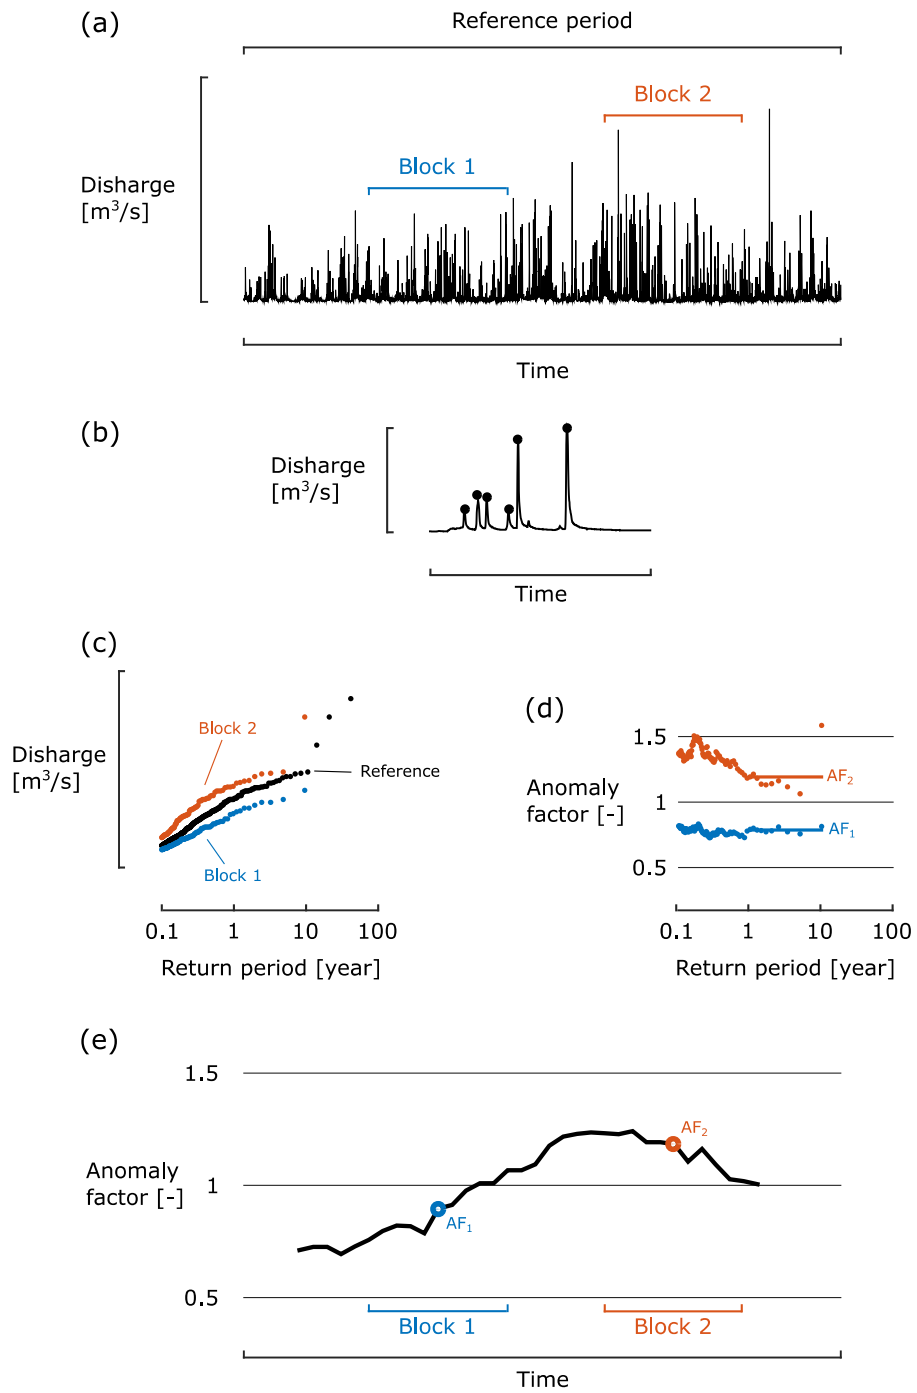 (a)
Reference period
Block 2
Block 1
Disharge
[m³/s]
Time
(b)
Disharge
[m³/s]
Time
(c)
Block 2
Disharge
[m³/s]
Reference
Block 1
0.1 1 10 100
Return period [year]
(d)
1.5
Anomaly
factor [-]
AF₂
1
AF₁
0.5
0.1 1 10 100
Return period [year]
(e)
1.5
AF₂
Anomaly
factor [-]
1
AF₁
0.5
Block 1
Block 2
Time